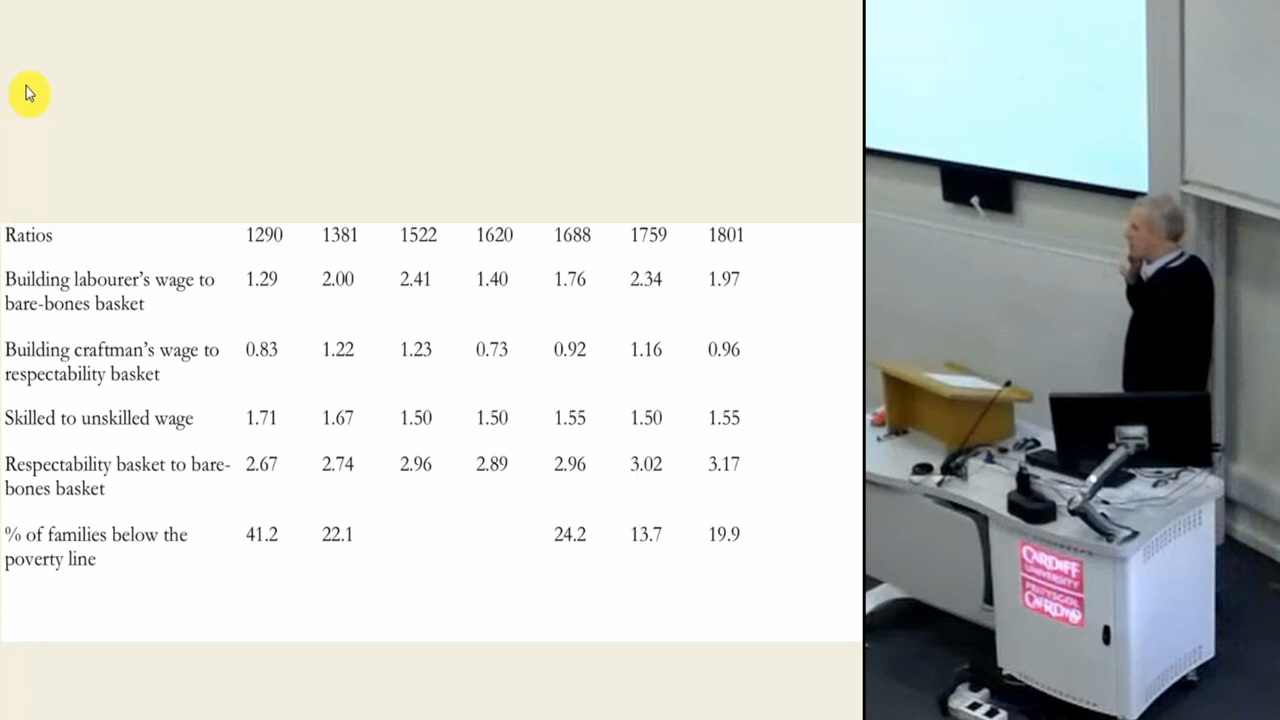 Ratios 1290 1381 1522 1620 1688 1759 1801
Building labourer's wage to 1.29 2.00 2.41 1.40 1.76 2.34 1.97
bare-bones basket
Building craftman's wage to 0.83 1.22 1.23 0.73 0.92 1.16 0.96
respectability basket
Skilled to unskilled wage 1.71 1.67 1.50 1.50 1.55 1.50 1.55
Respectability basket to bare- 2.67 2.74 2.96 2.89 2.96 3.02 3.17
bones basket
% of families below the 41.2 22.1 24.2 13.7 19.9
poverty line
CARDIFF
UNIVERSITY
PRIFYSGOL
CAERDYDD